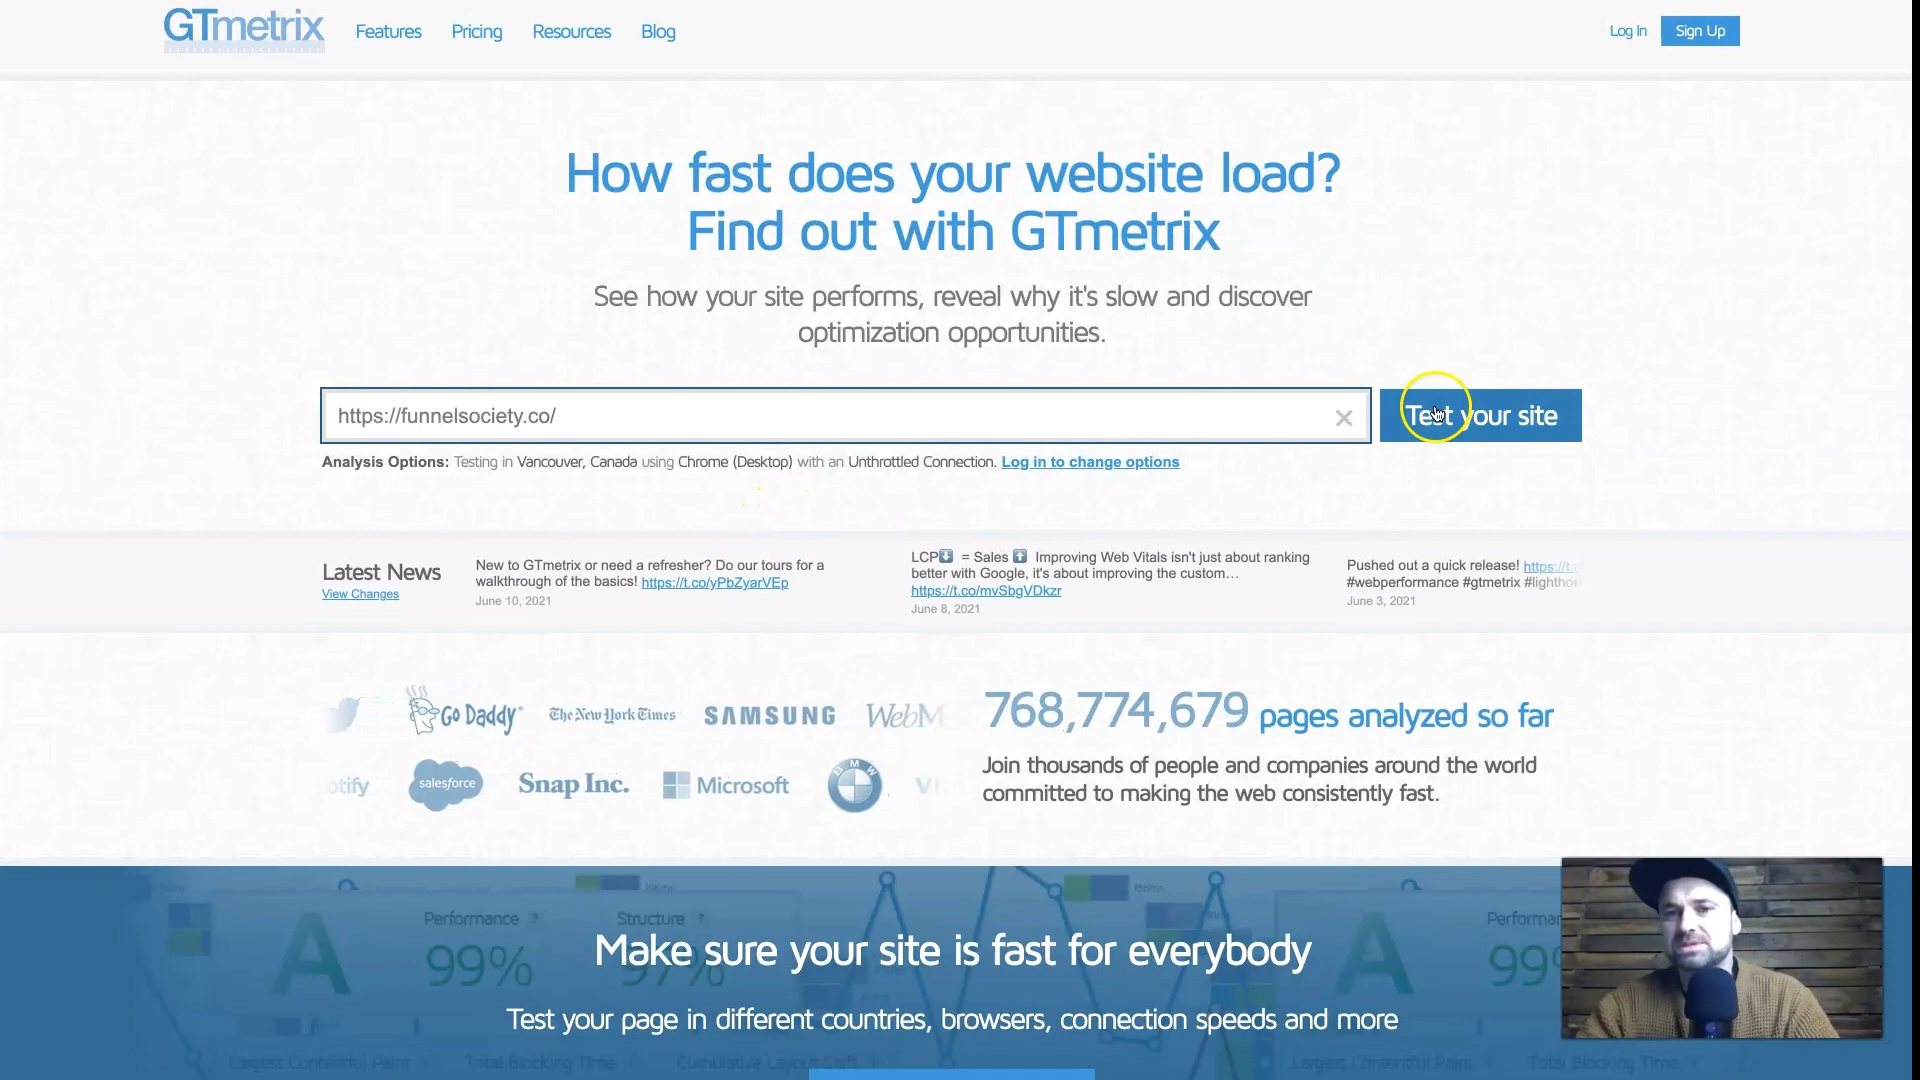 GTmetrix
Features
Pricing
Resources
Blog
Log In
Sign Up
How fast does your website load?
Find out with GTmetrix
See how your site performs, reveal why it's slow and discover
optimization opportunities.
https://funnelsociety.co/
Test your site
Analysis Options: Testing in Vancouver, Canada using Chrome (Desktop) with an Unthrottled Connection. Log in to change options
Latest News
View Changes
New to GTmetrix or need a refresher? Do our tours for a
walkthrough of the basics! https://t.co/yPbZyarVEp
June 10, 2021
LCP⬇️ = Sales ⬆️ Improving Web Vitals isn't just about ranking
better with Google, it's about improving the custom…
https://t.co/mvSbgVDkzr
June 8, 2021
Pushed out a quick release!
#webperformance #gtmetrix
June 3, 2021
Go Daddy
The New York Times
SAMSUNG
WebM
otify
salesforce
Snap Inc.
Microsoft
BMW
768,774,679 pages analyzed so far
Join thousands of people and companies around the world
committed to making the web consistently fast.
A
Performance ?
99%
Structure ?
97%
A
Performa
99
Make sure your site is fast for everybody
Test your page in different countries, browsers, connection speeds and more
Largest Contentful Paint
Total Blocking Time
Cumulative Layout Shift
Largest Contentful Paint
Total Blocking Time